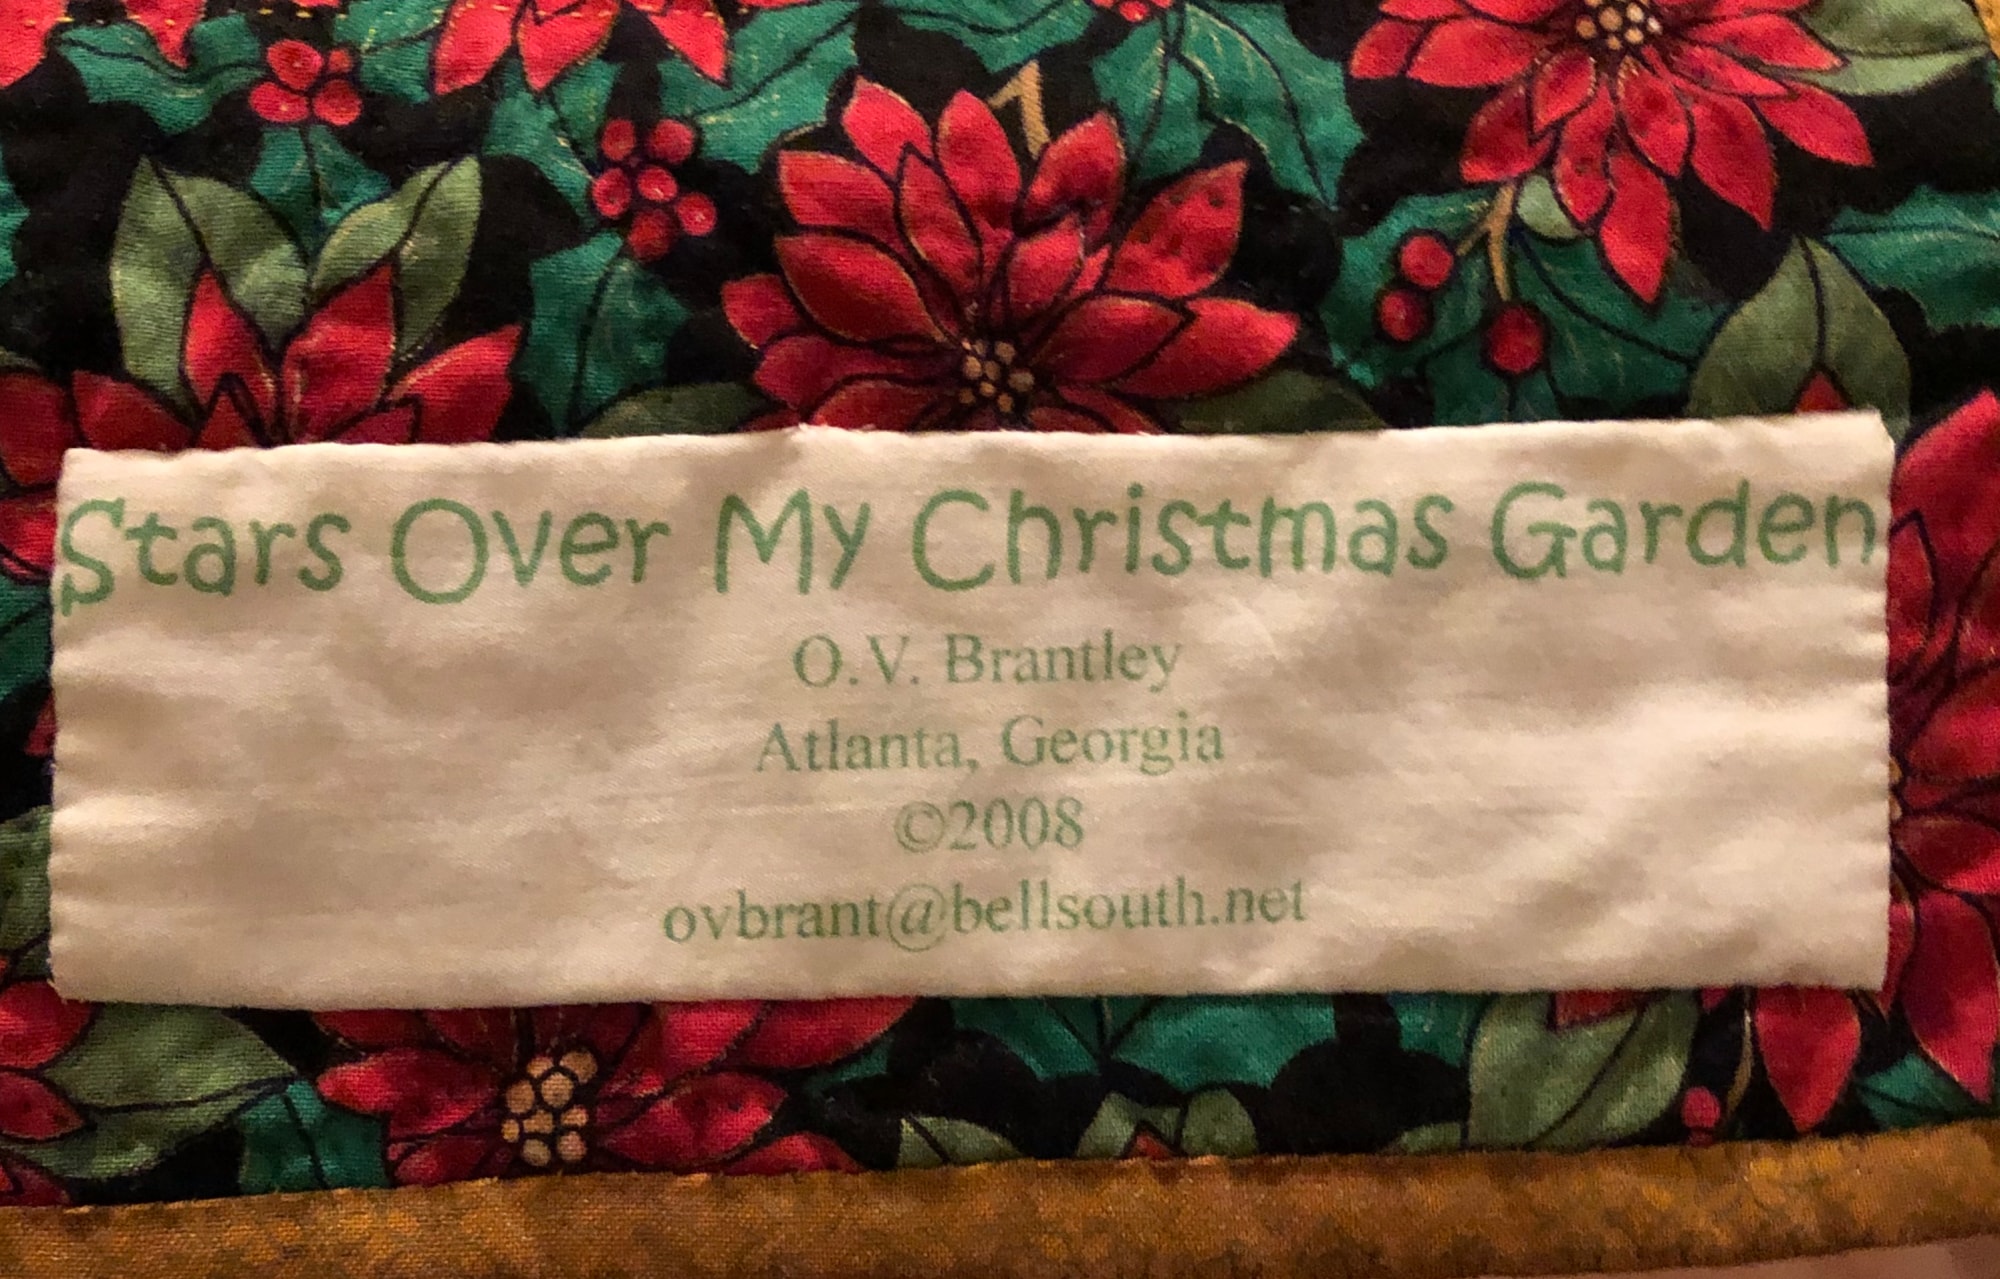 Stars Over My Christmas Garden
O.V. Brantley
Atlanta, Georgia
©2008
ovbrant@bellsouth.net